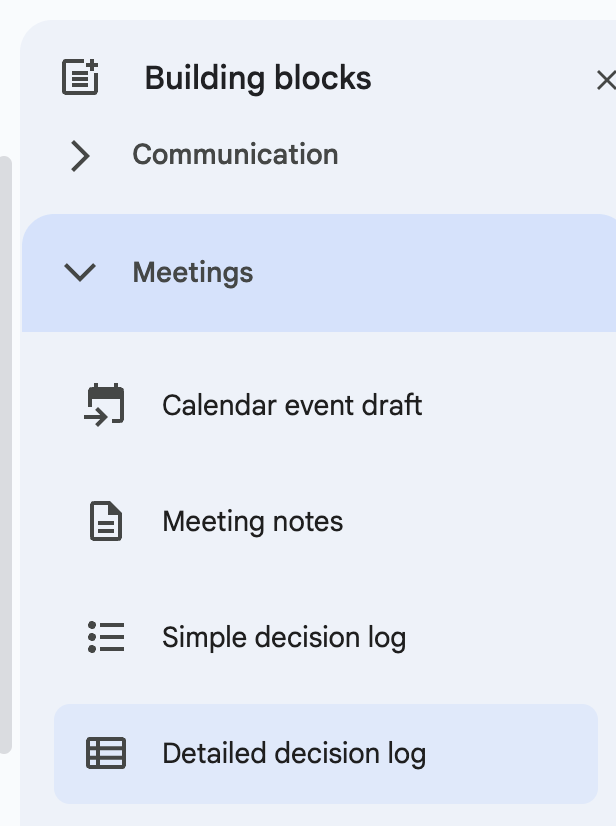 Building blocks
Communication
Meetings
Calendar event draft
Meeting notes
Simple decision log
Detailed decision log